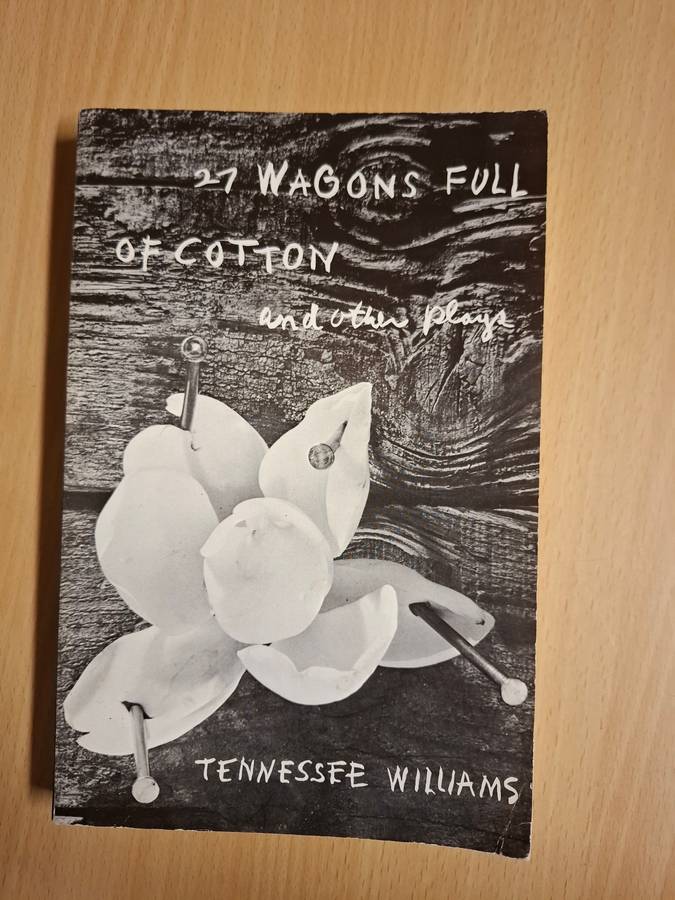 27 WAGONS FULL
OF COTTON
and other plays
TENNESSEE WILLIAMS